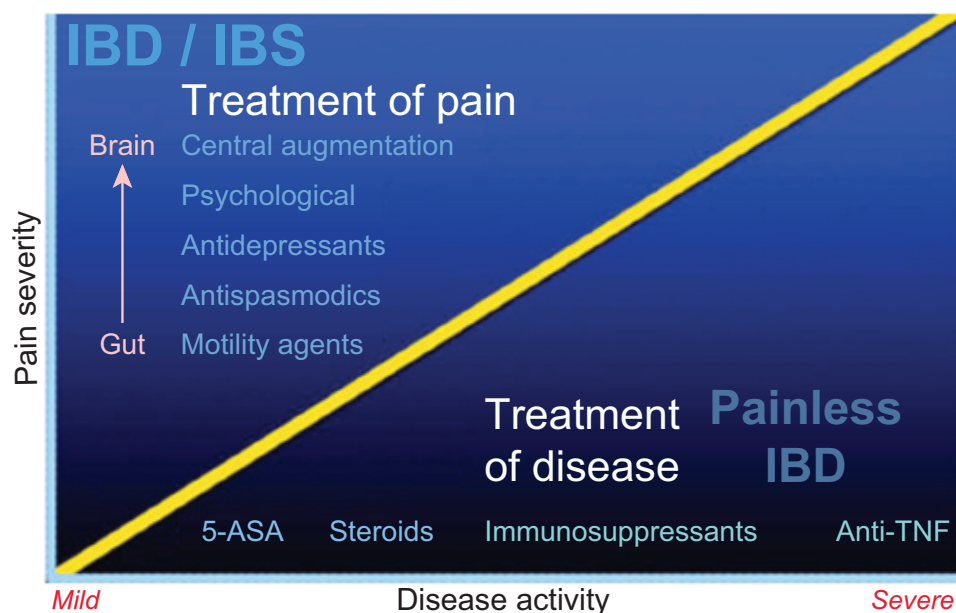 IBD / IBS
Treatment of pain
Brain
Central augmentation
Psychological
Antidepressants
Antispasmodics
Gut
Motility agents
Pain severity
Treatment
of disease
Painless
IBD
5-ASA
Steroids
Immunosuppressants
Anti-TNF
Mild
Disease activity
Severe